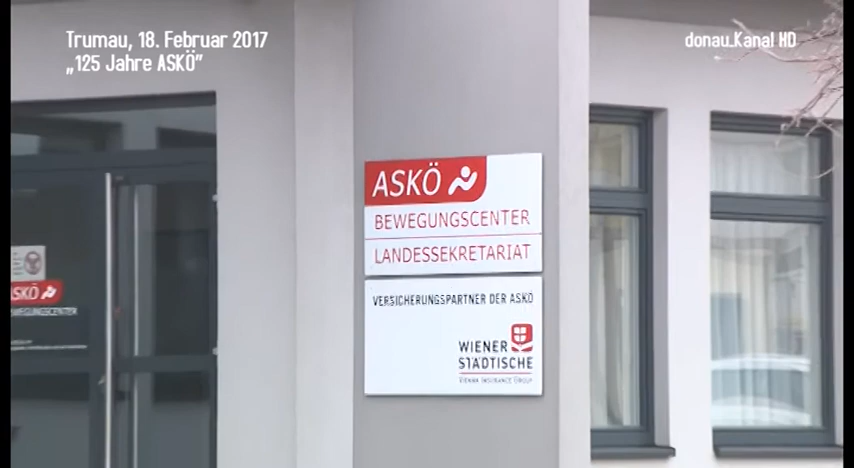 Trumau, 18. Februar 2017
„125 Jahre ASKÖ”
donau.Kanal HD
ASKÖ
BEWEGUNGSCENTER
LANDESSEKRETARIAT
VERSICHERUNGSPARTNER DER ASKÖ
WIENER
STÄDTISCHE
VIENNA INSURANCE GROUP
ASKÖ
BEWEGUNGSCENTER